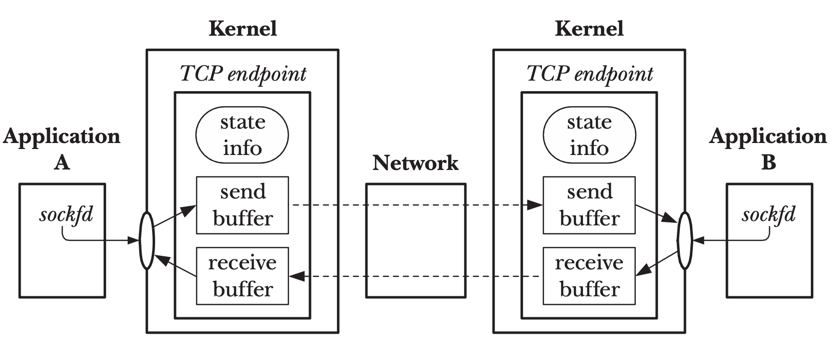 Kernel
Kernel
TCP endpoint
TCP endpoint
state
info
state
info
Application
A
Network
Application
B
send
buffer
send
buffer
sockfd
sockfd
receive
buffer
receive
buffer